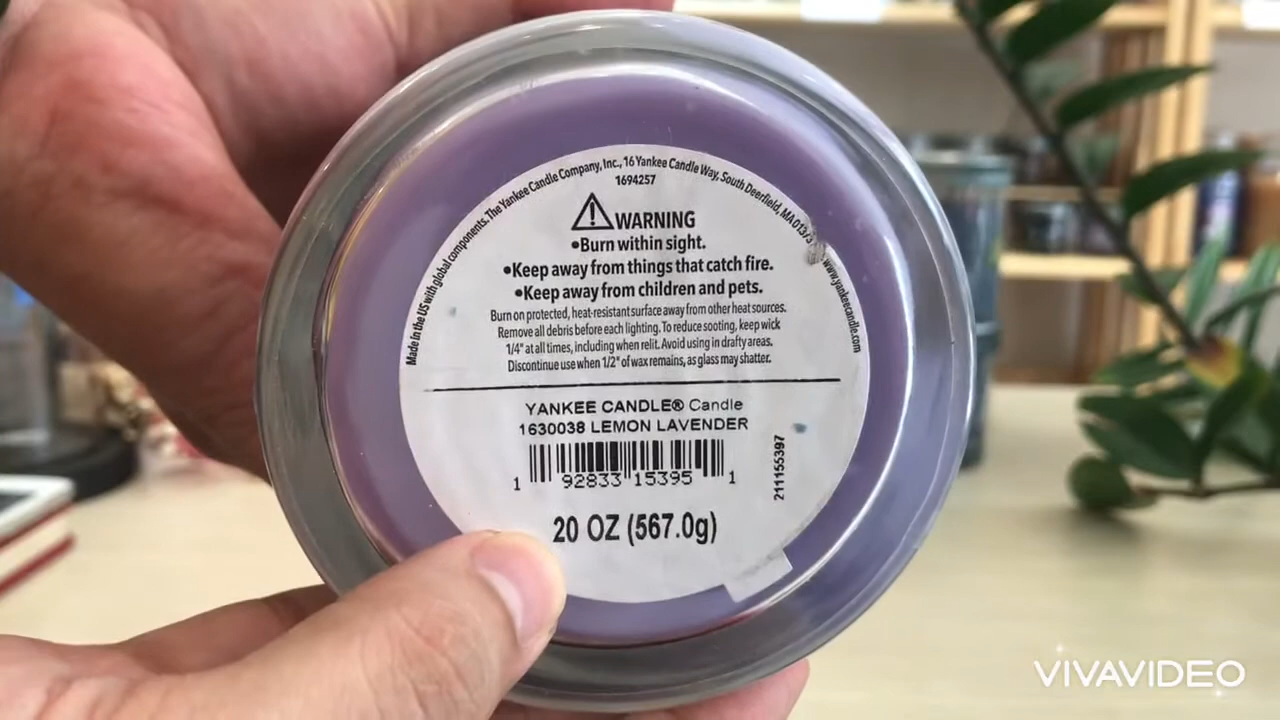 Made in the US with global components. The Yankee Candle Company, Inc., 16 Yankee Candle Way, South Deerfield, MA 0137 www.yankeecandle.com
1694257
WARNING
•Burn within sight.
•Keep away from things that catch fire.
•Keep away from children and pets.
Burn on protected, heat-resistant surface away from other heat sources.
Remove all debris before each lighting. To reduce sooting, keep wick
1/4" at all times, including when relit. Avoid using in drafty areas.
Discontinue use when 1/2" of wax remains, as glass may shatter.
YANKEE CANDLE® Candle
1630038 LEMON LAVENDER
1 92833 15395 1
211155397
20 OZ (567.0g)
VIVAVIDEO